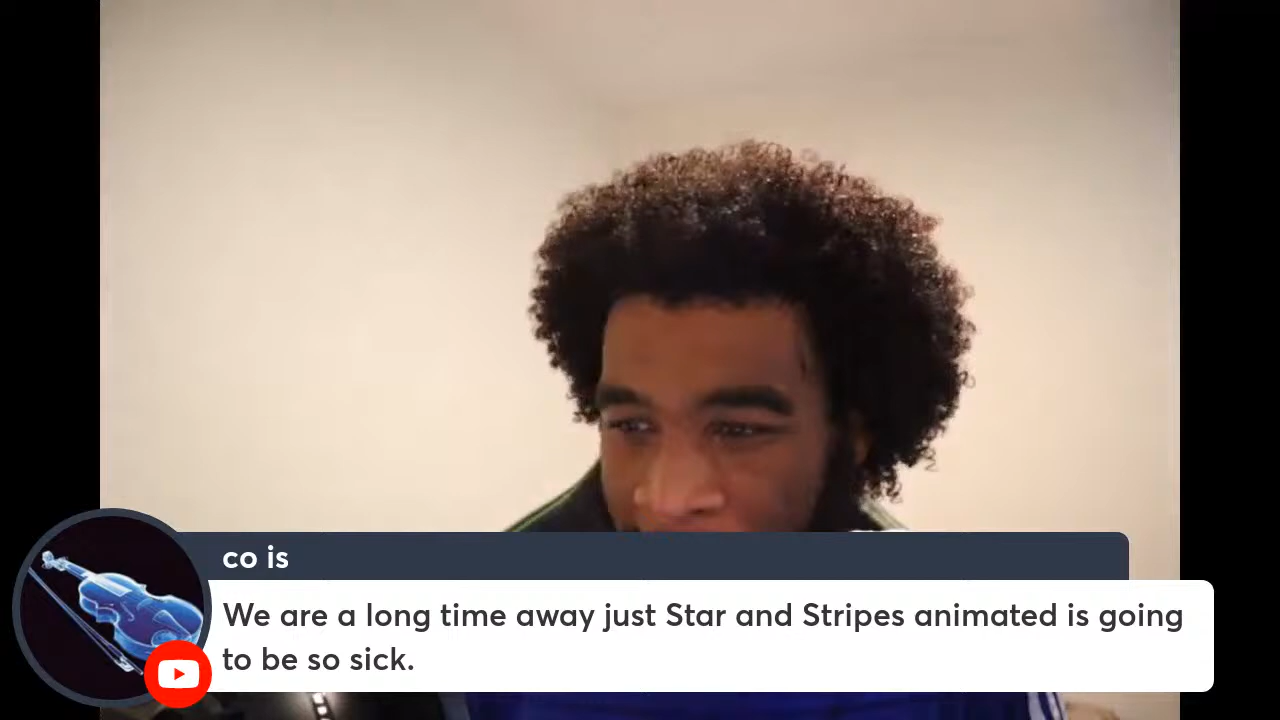 co is
We are a long time away just Star and Stripes animated is going
to be so sick.